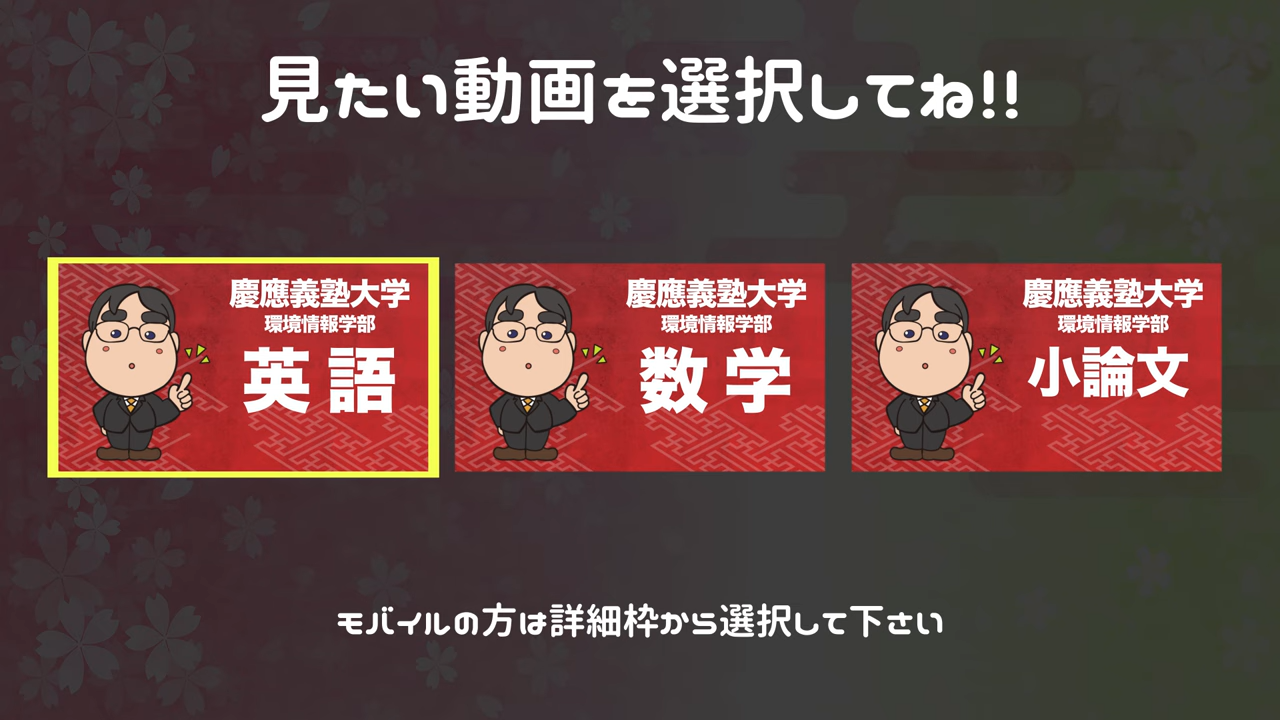 見たい動画を選択してね!!
慶應義塾大学
環境情報学部
英語
慶應義塾大学
環境情報学部
数学
慶應義塾大学
環境情報学部
小論文
モバイルの方は詳細枠から選択して下さい